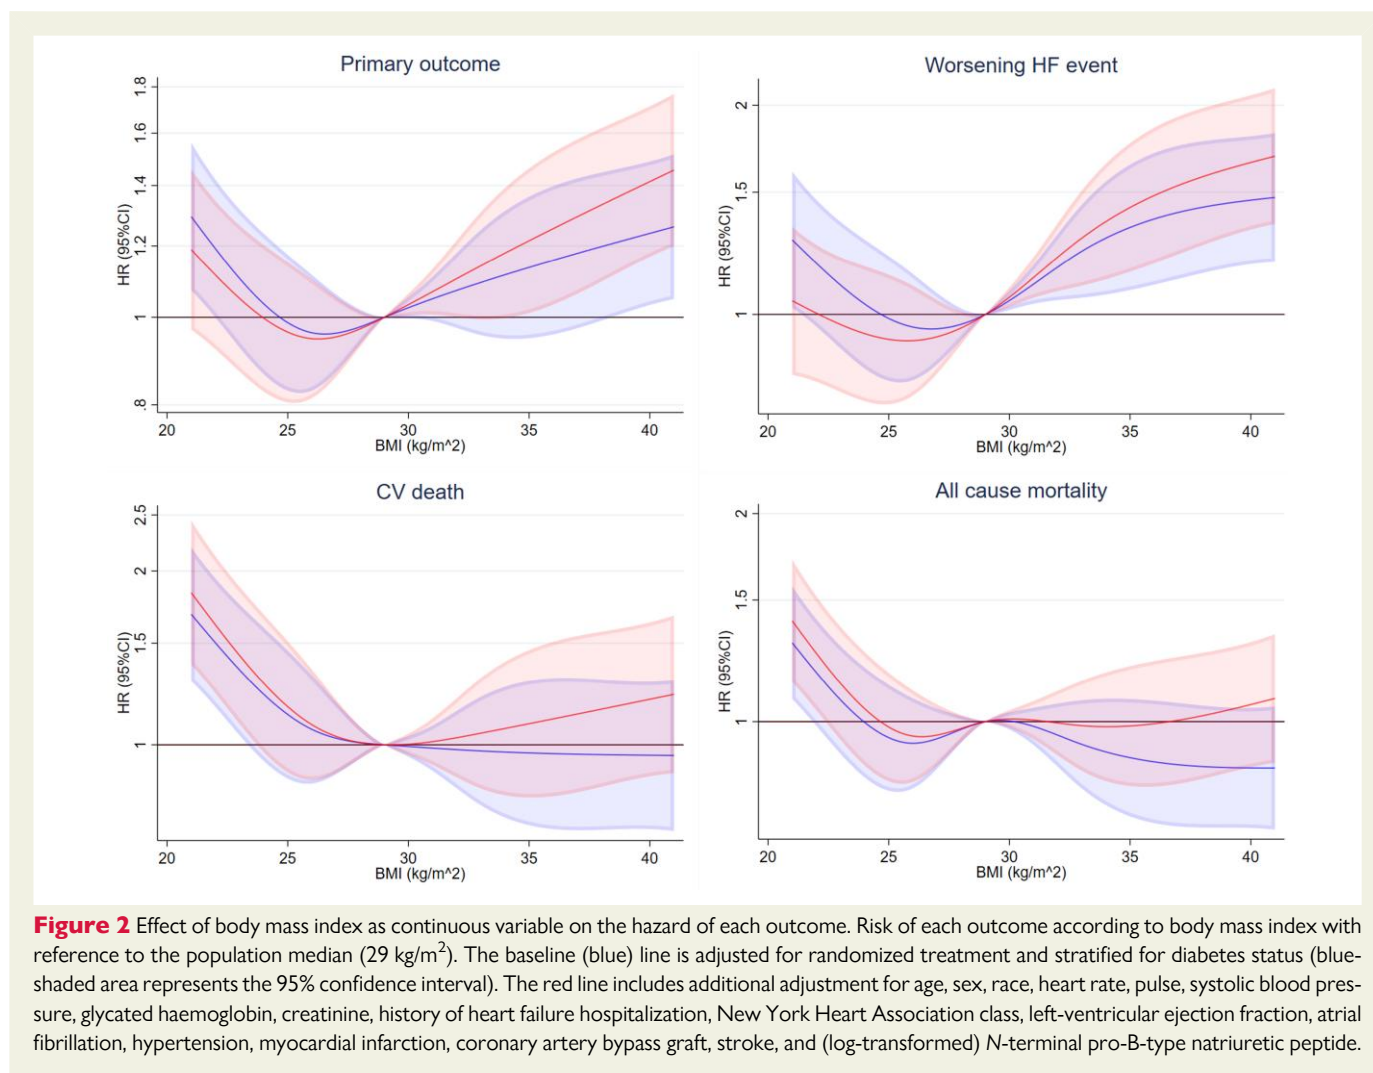 Primary outcome
HR (95%CI)
1.8
1.6
1.4
1.2
1
.8
20 25 30 35 40
BMI (kg/m^2)
Worsening HF event
HR (95%CI)
2
1.5
1
20 25 30 35 40
BMI (kg/m^2)
CV death
HR (95%CI)
2.5
2
1.5
1
20 25 30 35 40
BMI (kg/m^2)
All cause mortality
HR (95%CI)
2
1.5
1
20 25 30 35 40
BMI (kg/m^2)
Figure 2 Effect of body mass index as continuous variable on the hazard of each outcome. Risk of each outcome according to body mass index with
reference to the population median (29 kg/m²). The baseline (blue) line is adjusted for randomized treatment and stratified for diabetes status (blue-
shaded area represents the 95% confidence interval). The red line includes additional adjustment for age, sex, race, heart rate, pulse, systolic blood pres-
sure, glycated haemoglobin, creatinine, history of heart failure hospitalization, New York Heart Association class, left-ventricular ejection fraction, atrial
fibrillation, hypertension, myocardial infarction, coronary artery bypass graft, stroke, and (log-transformed) N-terminal pro-B-type natriuretic peptide.